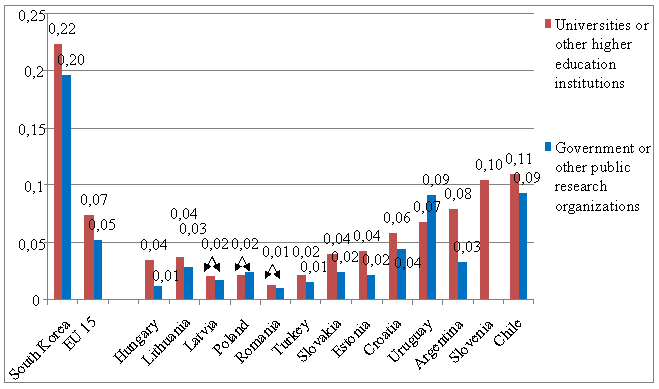 0,25
0,2
0,15
0,1
0,05
0
0,22
0,20
0,07
0,05
0,04
0,01
0,04
0,03
0,02
0,02
0,01
0,02
0,01
0,04
0,02
0,04
0,02
0,06
0,04
0,07
0,09
0,08
0,03
0,10
0,11
0,09
South Korea
EU 15
Hungary
Lithuania
Latvia
Poland
Romania
Turkey
Slovakia
Estonia
Croatia
Uruguay
Argentina
Slovenia
Chile
Universities or
other higher
education
institutions
Government or
other public
research
organizations